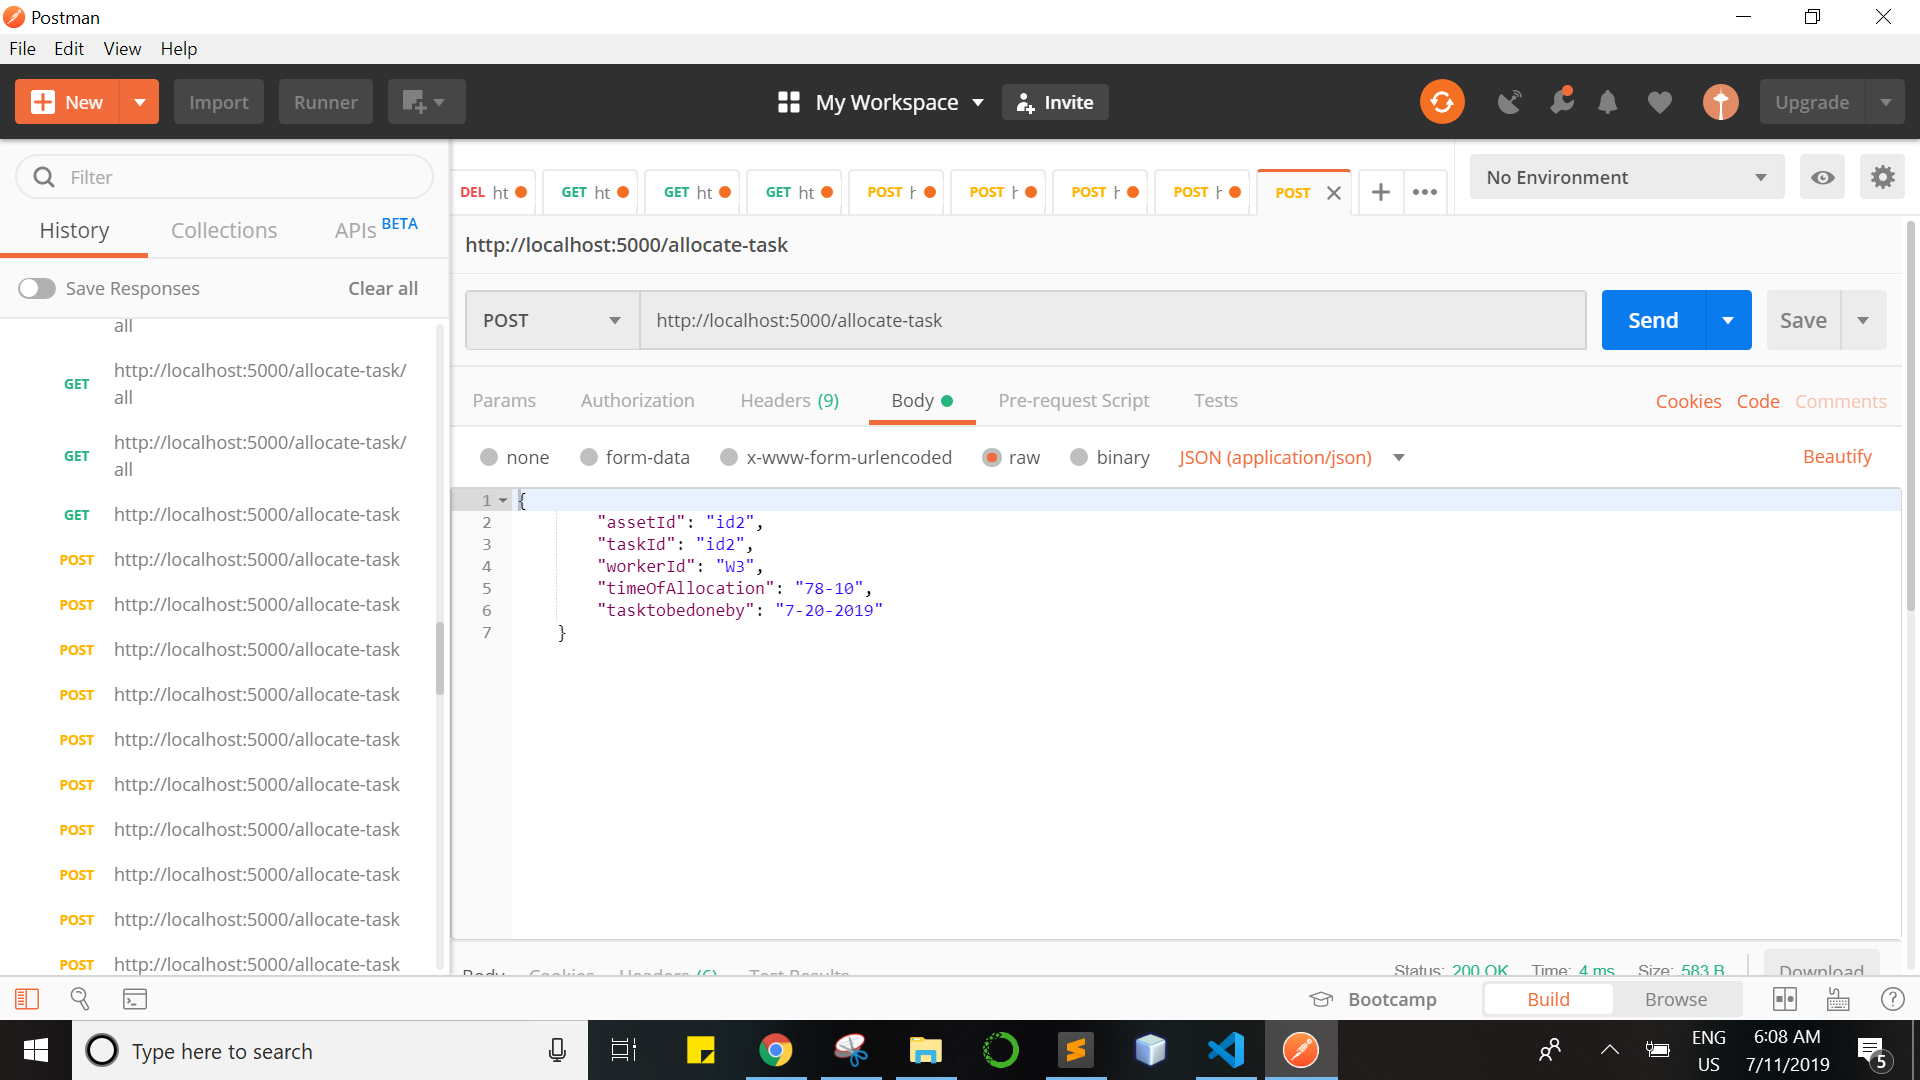 Postman
File Edit View Help
New Import Runner My Workspace Invite Upgrade
Filter
History Collections APIs BETA
Save Responses Clear all
all
GET http://localhost:5000/allocate-task/
all
GET http://localhost:5000/allocate-task/
all
GET http://localhost:5000/allocate-task
POST http://localhost:5000/allocate-task
POST http://localhost:5000/allocate-task
POST http://localhost:5000/allocate-task
POST http://localhost:5000/allocate-task
POST http://localhost:5000/allocate-task
POST http://localhost:5000/allocate-task
POST http://localhost:5000/allocate-task
POST http://localhost:5000/allocate-task
POST http://localhost:5000/allocate-task
POST http://localhost:5000/allocate-task
DEL ht GET ht GET ht GET ht POST h POST h POST h POST h POST
No Environment
http://localhost:5000/allocate-task
POST http://localhost:5000/allocate-task Send Save
Params Authorization Headers (9) Body Pre-request Script Tests Cookies Code Comments
none form-data x-www-form-urlencoded raw binary JSON (application/json) Beautify
1 {
2 "assetId": "id2",
3 "taskId": "id2",
4 "workerId": "W3",
5 "timeOfAllocation": "78-10",
6 "tasktobedoneby": "7-20-2019"
7 }
Body Cookies Headers (6) Test Results Status: 200 OK Time: 4 ms Size: 583 B Download
Bootcamp Build Browse
Type here to search
ENG
US
6:08 AM
7/11/2019
5